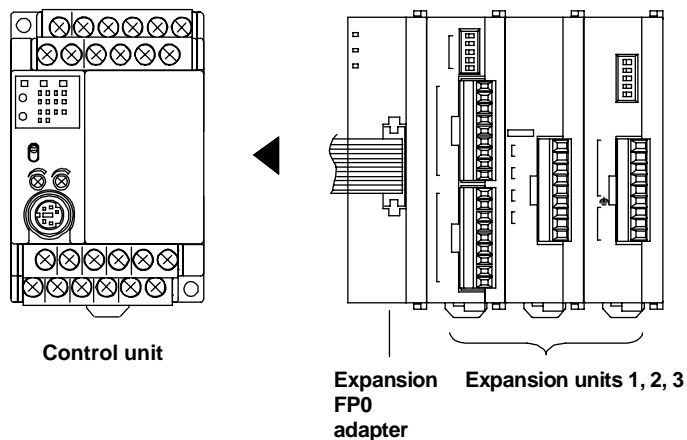 Control unit
Expansion
FP0
adapter
Expansion units 1, 2, 3